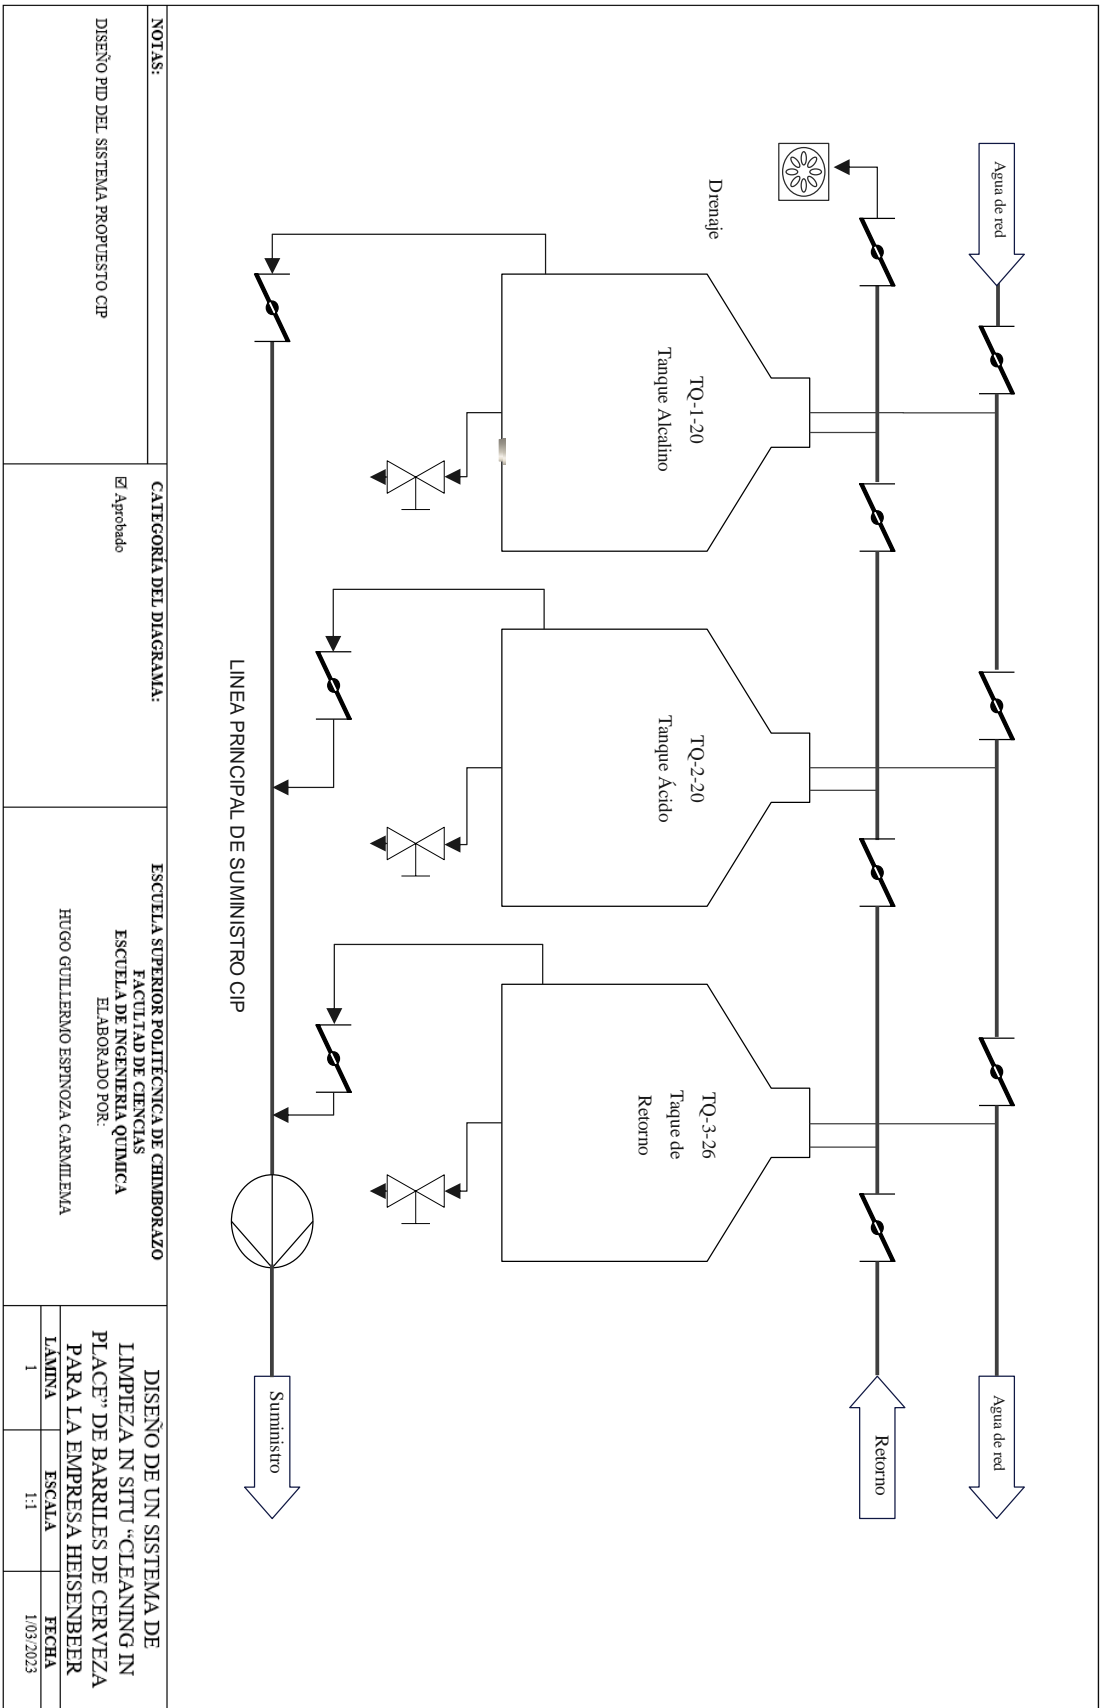 Agua de red
Agua de red
Retorno
Drenaje
TQ-1-20
Tanque Alcalino
TQ-2-20
Tanque Ácido
TQ-3-26
Taque de
Retorno
LINEA PRINCIPAL DE SUMINISTRO CIP
Suministro
NOTAS:
DISEÑO PID DEL SISTEMA PROPUESTO CIP
CATEGORÍA DEL DIAGRAMA:
☑ Aprobado
ESCUELA SUPERIOR POLITÉCNICA DE CHIMBORAZO
FACULTAD DE CIENCIAS
ESCUELA DE INGENIERIA QUIMICA
ELABORADO POR:
HUGO GUILLERMO ESPINOZA CARMILEMA
DISEÑO DE UN SISTEMA DE
LIMPIEZA IN SITU “CLEANING IN
PLACE” DE BARRILES DE CERVEZA
PARA LA EMPRESA HEISENBEER
LÁMINA ESCALA FECHA
1 1:1 1/03/2023